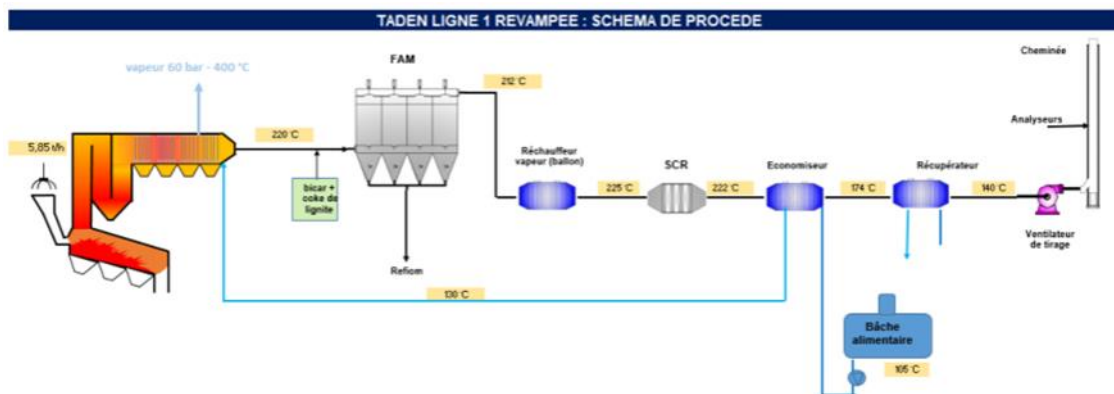 TADEN LIGNE 1 REVAMPEE : SCHEMA DE PROCEDE
Cheminée
vapeur 60 bar - 400 °C
FAM
212°C
5,85 t/h
220°C
Analyseurs
Réchauffeur
vapeur (ballon)
SCR
Economiseur
Récupérateur
bicar +
coke de
lignite
225°C
222°C
174°C
140°C
Ventilateur
de tirage
Refiom
130°C
Bâche
alimentaire
105°C